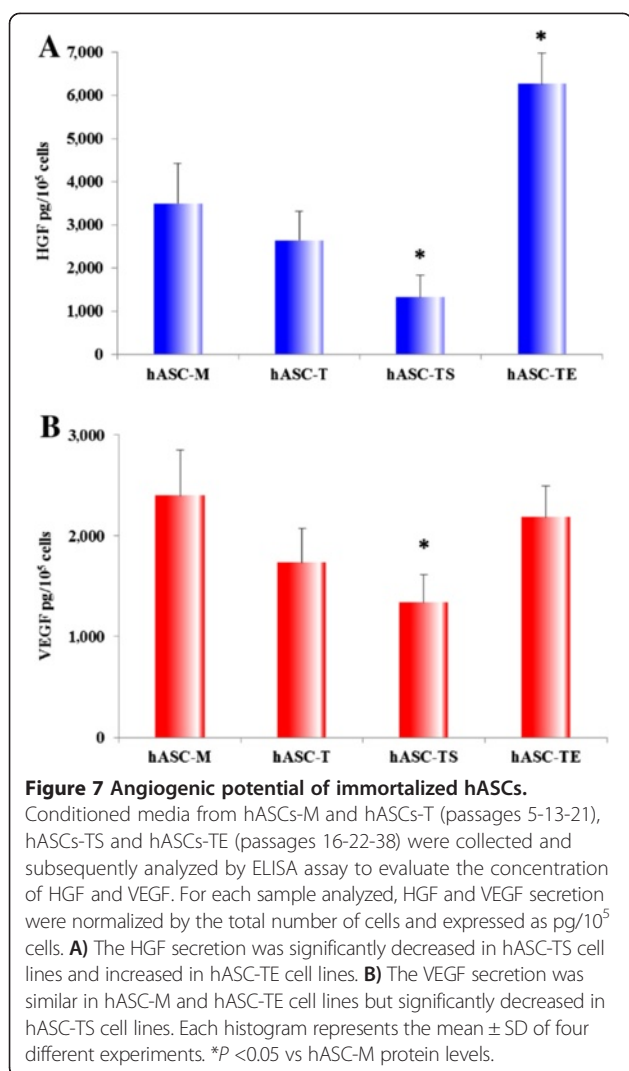 A
7,000
*
6,000
5,000
4,000
3,000
*
2,000
1,000
0
HGF pg/10⁵ cells
hASC-M hASC-T hASC-TS hASC-TE
B
3,000
2,000
*
1,000
0
VEGF pg/10⁵ cells
hASC-M hASC-T hASC-TS hASC-TE
Figure 7 Angiogenic potential of immortalized hASCs.
Conditioned media from hASCs-M and hASCs-T (passages 5-13-21),
hASCs-TS and hASCs-TE (passages 16-22-38) were collected and
subsequently analyzed by ELISA assay to evaluate the concentration
of HGF and VEGF. For each sample analyzed, HGF and VEGF secretion
were normalized by the total number of cells and expressed as pg/10⁵
cells. A) The HGF secretion was significantly decreased in hASC-TS cell
lines and increased in hASC-TE cell lines. B) The VEGF secretion was
similar in hASC-M and hASC-TE cell lines but significantly decreased in
hASC-TS cell lines. Each histogram represents the mean ± SD of four
different experiments. *P <0.05 vs hASC-M protein levels.